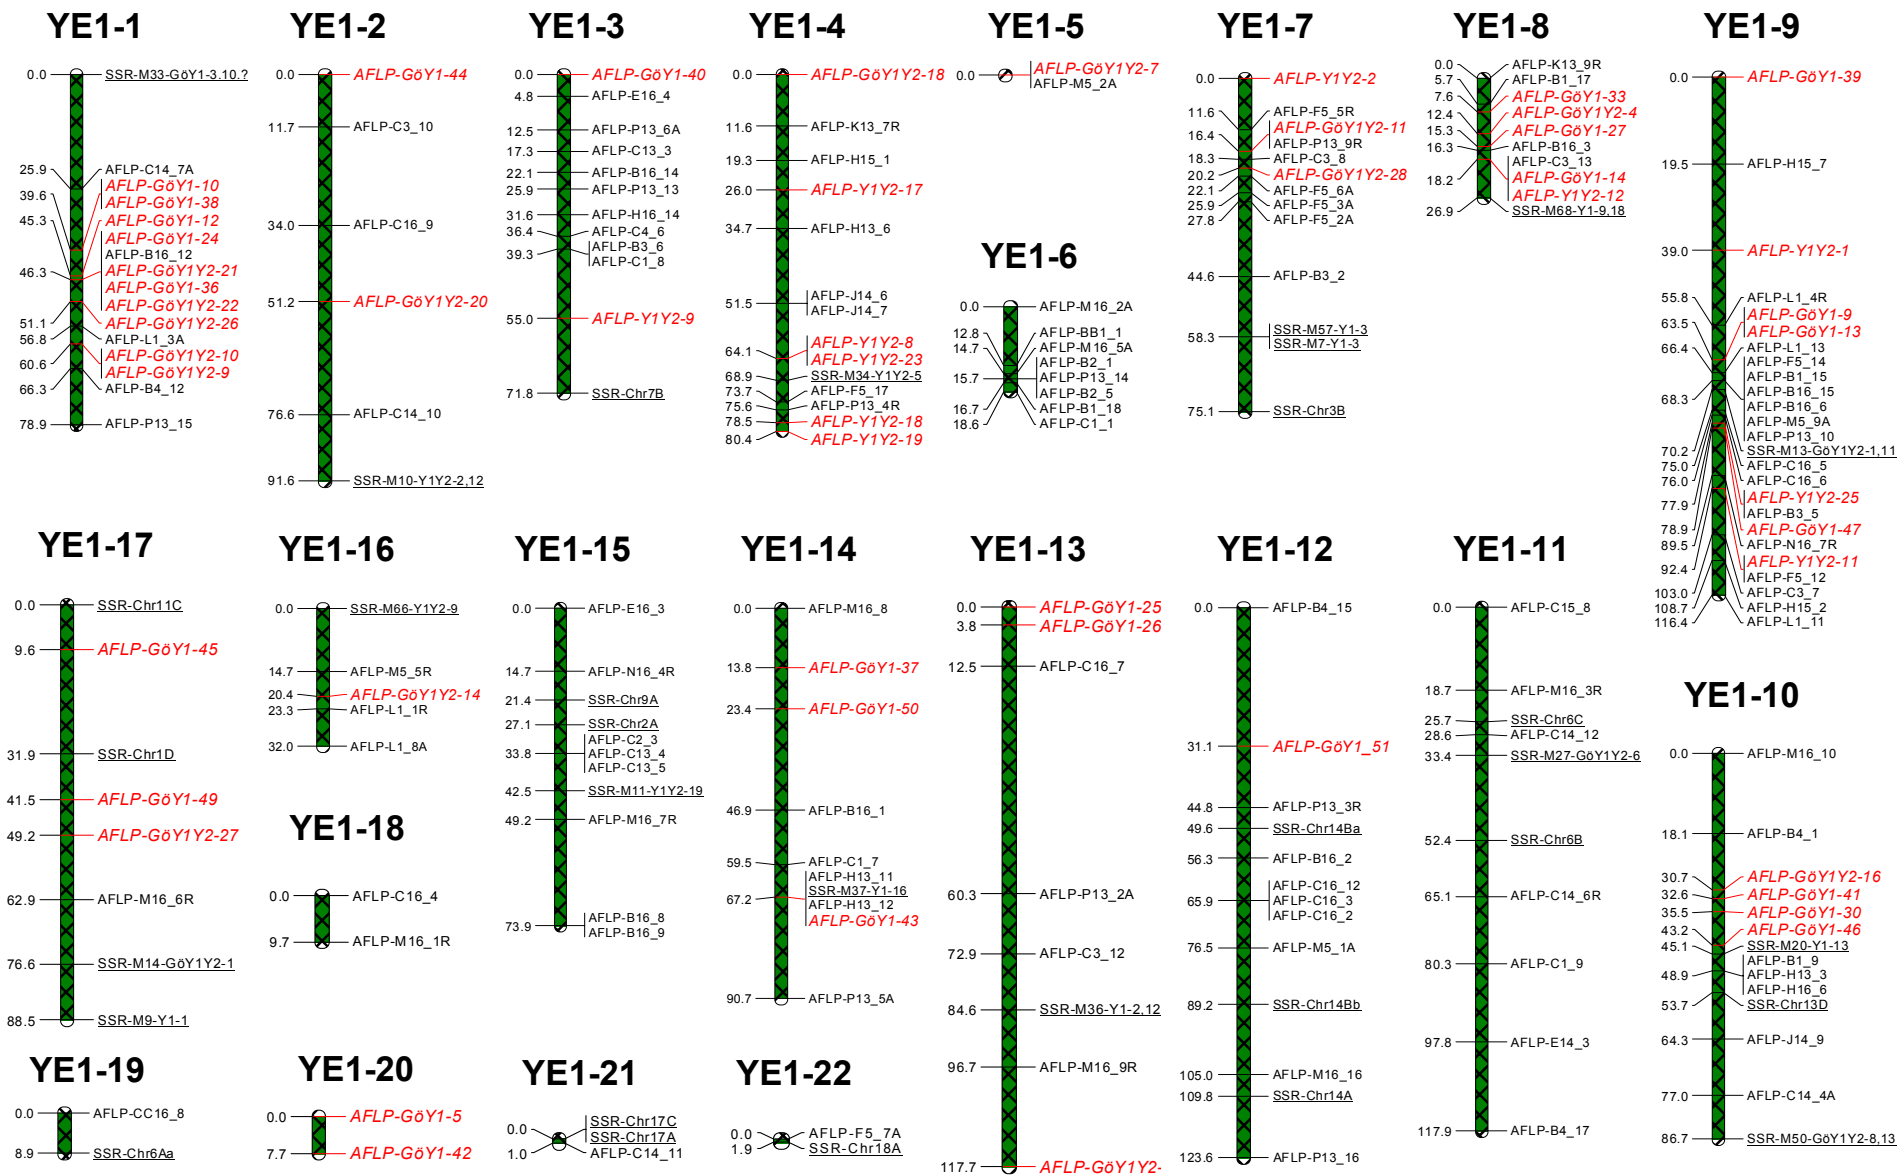 YE1-1
0.0 SSR-M33-GöY1-3.10.?
25.9 AFLP-C14_7A
39.6 AFLP-GöY1-10
AFLP-GöY1-38
45.3 AFLP-GöY1-12
AFLP-GöY1-24
AFLP-B16_12
46.3 AFLP-GöY1Y2-21
AFLP-GöY1-36
AFLP-GöY1Y2-22
51.1 AFLP-GöY1Y2-26
56.8 AFLP-L1_3A
60.6 AFLP-GöY1Y2-10
AFLP-GöY1Y2-9
66.3 AFLP-B4_12
78.9 AFLP-P13_15
YE1-2
0.0 AFLP-GöY1-44
11.7 AFLP-C3_10
34.0 AFLP-C16_9
51.2 AFLP-GöY1Y2-20
76.6 AFLP-C14_10
91.6 SSR-M10-Y1Y2-2,12
YE1-3
0.0 AFLP-GöY1-40
4.8 AFLP-E16_4
12.5 AFLP-P13_6A
17.3 AFLP-C13_3
22.1 AFLP-B16_14
25.9 AFLP-P13_13
31.6 AFLP-H16_14
36.4 AFLP-C4_6
39.3 AFLP-B3_6
AFLP-C1_8
55.0 AFLP-Y1Y2-9
71.8 SSR-Chr7B
YE1-4
0.0 AFLP-GöY1Y2-18
11.6 AFLP-K13_7R
19.3 AFLP-H15_1
26.0 AFLP-Y1Y2-17
34.7 AFLP-H13_6
51.5 AFLP-J14_6
AFLP-J14_7
64.1 AFLP-Y1Y2-8
AFLP-Y1Y2-23
68.9 SSR-M34-Y1Y2-5
73.7 AFLP-F5_17
75.6 AFLP-P13_4R
78.5 AFLP-Y1Y2-18
80.4 AFLP-Y1Y2-19
YE1-5
0.0 AFLP-GöY1Y2-7
AFLP-M5_2A
YE1-6
0.0 AFLP-M16_2A
12.8 AFLP-BB1_1
14.7 AFLP-M16_5A
AFLP-B2_1
15.7 AFLP-P13_14
AFLP-B2_5
16.7 AFLP-B1_18
18.6 AFLP-C1_1
YE1-7
0.0 AFLP-Y1Y2-2
11.6 AFLP-F5_5R
16.4 AFLP-GöY1Y2-11
AFLP-P13_9R
18.3 AFLP-C3_8
20.2 AFLP-GöY1Y2-28
22.1 AFLP-F5_6A
25.9 AFLP-F5_3A
27.8 AFLP-F5_2A
44.6 AFLP-B3_2
58.3 SSR-M57-Y1-3
SSR-M7-Y1-3
75.1 SSR-Chr3B
YE1-8
0.0 AFLP-K13_9R
5.7 AFLP-B1_17
7.6 AFLP-GöY1-33
12.4 AFLP-GöY1Y2-4
15.3 AFLP-GöY1-27
16.3 AFLP-B16_3
AFLP-C3_13
18.2 AFLP-GöY1-14
AFLP-Y1Y2-12
26.9 SSR-M68-Y1-9,18
YE1-9
0.0 AFLP-GöY1-39
19.5 AFLP-H15_7
39.0 AFLP-Y1Y2-1
55.8 AFLP-L1_4R
63.5 AFLP-GöY1-9
AFLP-GöY1-13
66.4 AFLP-L1_13
AFLP-F5_14
AFLP-B1_15
68.3 AFLP-B16_15
AFLP-B16_6
AFLP-M5_9A
AFLP-P13_10
70.2 SSR-M13-GöY1Y2-1,11
75.0 AFLP-C16_5
76.0 AFLP-C16_6
77.9 AFLP-Y1Y2-25
AFLP-B3_5
78.9 AFLP-GöY1-47
89.5 AFLP-N16_7R
92.4 AFLP-Y1Y2-11
AFLP-F5_12
103.0 AFLP-C3_7
108.7 AFLP-H15_2
116.4 AFLP-L1_11
YE1-17
0.0 SSR-Chr11C
9.6 AFLP-GöY1-45
31.9 SSR-Chr1D
41.5 AFLP-GöY1-49
49.2 AFLP-GöY1Y2-27
62.9 AFLP-M16_6R
76.6 SSR-M14-GöY1Y2-1
88.5 SSR-M9-Y1-1
YE1-16
0.0 SSR-M66-Y1Y2-9
14.7 AFLP-M5_5R
20.4 AFLP-GöY1Y2-14
23.3 AFLP-L1_1R
32.0 AFLP-L1_8A
YE1-18
0.0 AFLP-C16_4
9.7 AFLP-M16_1R
YE1-15
0.0 AFLP-E16_3
14.7 AFLP-N16_4R
21.4 SSR-Chr9A
27.1 SSR-Chr2A
AFLP-C2_3
33.8 AFLP-C13_4
AFLP-C13_5
42.5 SSR-M11-Y1Y2-19
49.2 AFLP-M16_7R
73.9 AFLP-B16_8
AFLP-B16_9
YE1-14
0.0 AFLP-M16_8
13.8 AFLP-GöY1-37
23.4 AFLP-GöY1-50
46.9 AFLP-B16_1
59.5 AFLP-C1_7
AFLP-H13_11
67.2 SSR-M37-Y1-16
AFLP-H13_12
AFLP-GöY1-43
90.7 AFLP-P13_5A
YE1-13
0.0 AFLP-GöY1-25
3.8 AFLP-GöY1-26
12.5 AFLP-C16_7
60.3 AFLP-P13_2A
72.9 AFLP-C3_12
84.6 SSR-M36-Y1-2,12
96.7 AFLP-M16_9R
117.7 AFLP-GöY1Y2-
YE1-12
0.0 AFLP-B4_15
31.1 AFLP-GöY1_51
44.8 AFLP-P13_3R
49.6 SSR-Chr14Ba
56.3 AFLP-B16_2
AFLP-C16_12
65.9 AFLP-C16_3
AFLP-C16_2
76.5 AFLP-M5_1A
89.2 SSR-Chr14Bb
105.0 AFLP-M16_16
109.8 SSR-Chr14A
123.6 AFLP-P13_16
YE1-11
0.0 AFLP-C15_8
18.7 AFLP-M16_3R
25.7 SSR-Chr6C
28.6 AFLP-C14_12
33.4 SSR-M27-GöY1Y2-6
52.4 SSR-Chr6B
65.1 AFLP-C14_6R
80.3 AFLP-C1_9
97.8 AFLP-E14_3
117.9 AFLP-B4_17
YE1-10
0.0 AFLP-M16_10
18.1 AFLP-B4_1
30.7 AFLP-GöY1Y2-16
32.6 AFLP-GöY1-41
35.5 AFLP-GöY1-30
43.2 AFLP-GöY1-46
45.1 SSR-M20-Y1-13
AFLP-B1_9
48.9 AFLP-H13_3
AFLP-H16_6
53.7 SSR-Chr13D
64.3 AFLP-J14_9
77.0 AFLP-C14_4A
86.7 SSR-M50-GöY1Y2-8,13
YE1-19
0.0 AFLP-CC16_8
8.9 SSR-Chr6Aa
YE1-20
0.0 AFLP-GöY1-5
7.7 AFLP-GöY1-42
YE1-21
0.0 SSR-Chr17C
SSR-Chr17A
1.0 AFLP-C14_11
YE1-22
0.0 AFLP-F5_7A
1.9 SSR-Chr18A